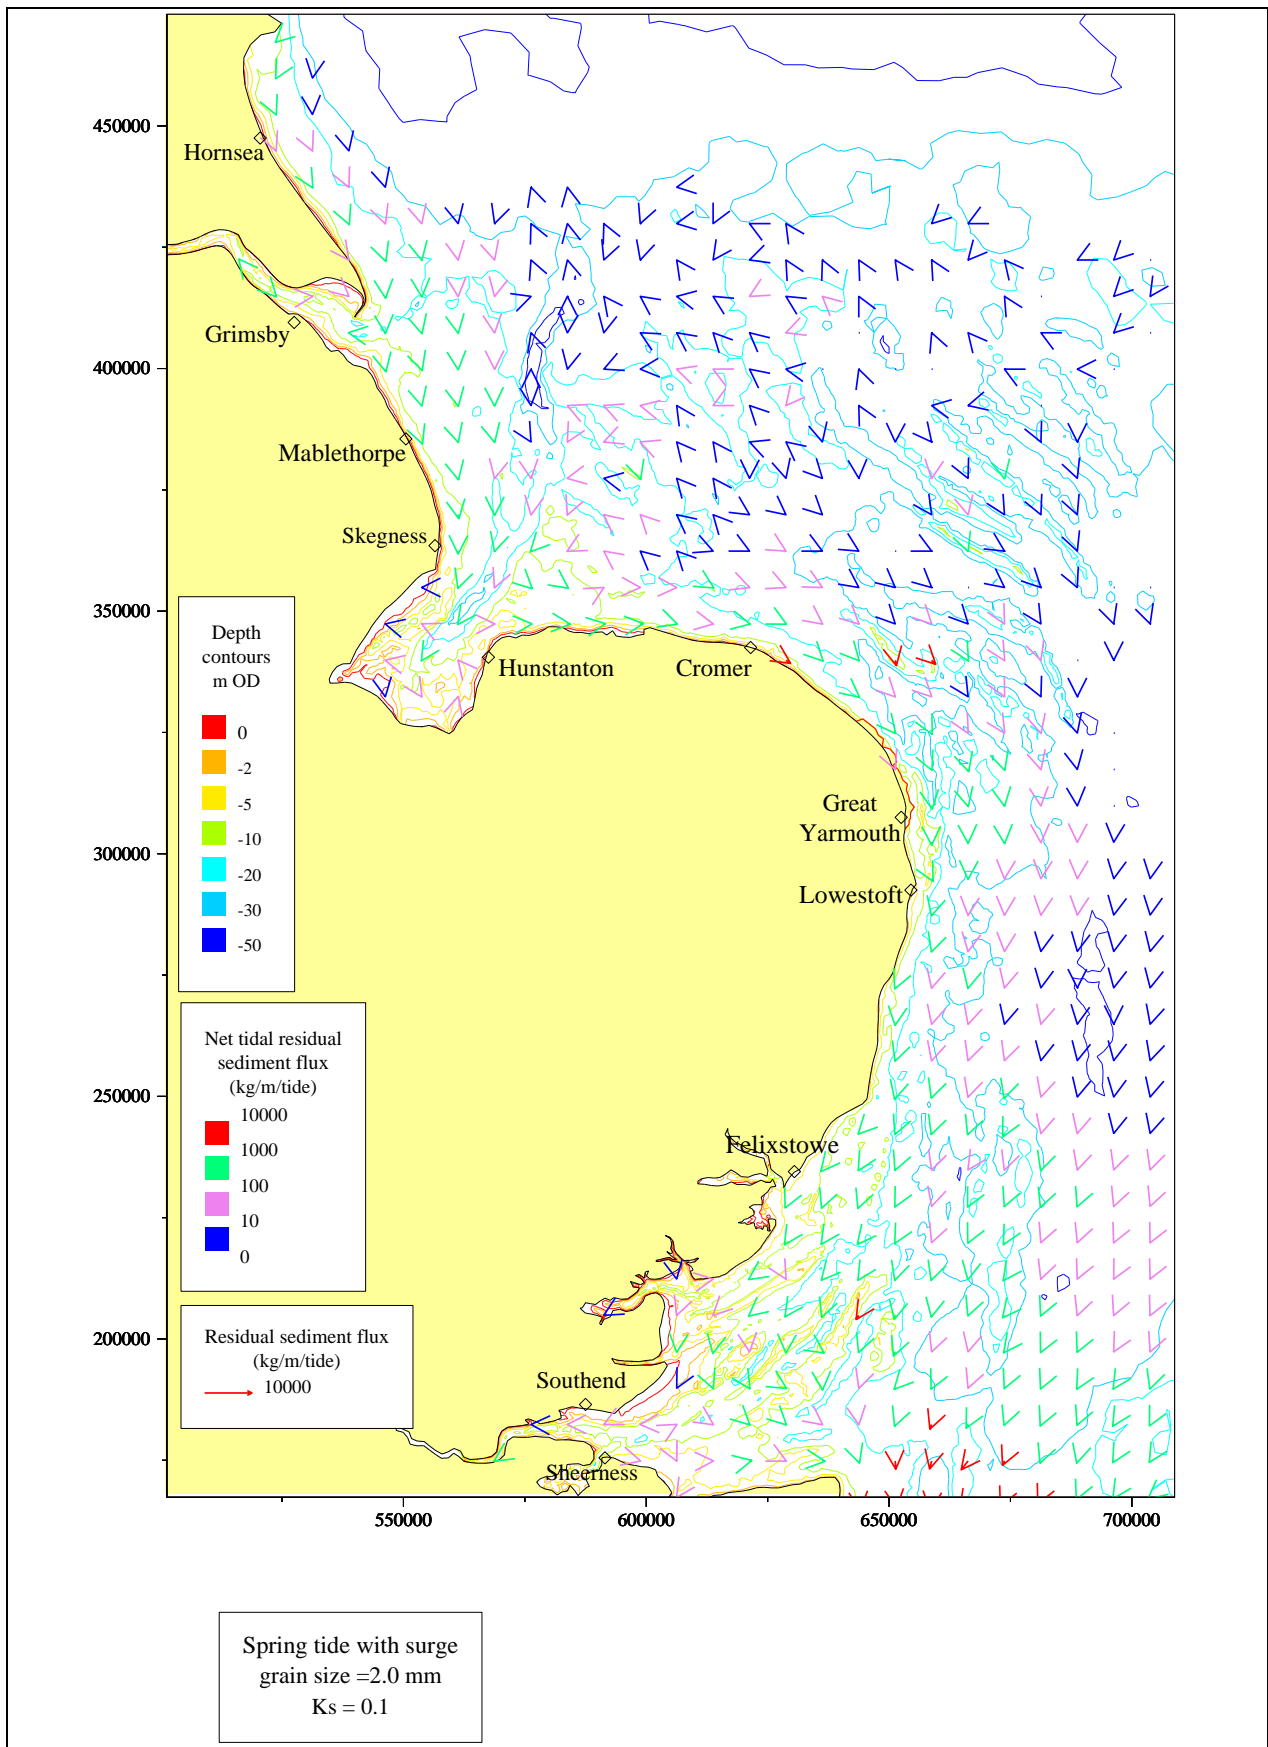 450000
Hornsea
Grimsby
400000
Mablethorpe
Skegness
350000
Hunstanton
Cromer
Depth
contours
m OD
0
-2
-5
-10
-20
-30
-50
Great
Yarmouth
300000
Lowestoft
Net tidal residual
sediment flux
(kg/m/tide)
10000
1000
100
10
0
250000
Felixstowe
200000
Residual sediment flux
(kg/m/tide)
10000
Southend
Sheerness
550000
600000
650000
700000
Spring tide with surge
grain size =2.0 mm
Ks = 0.1